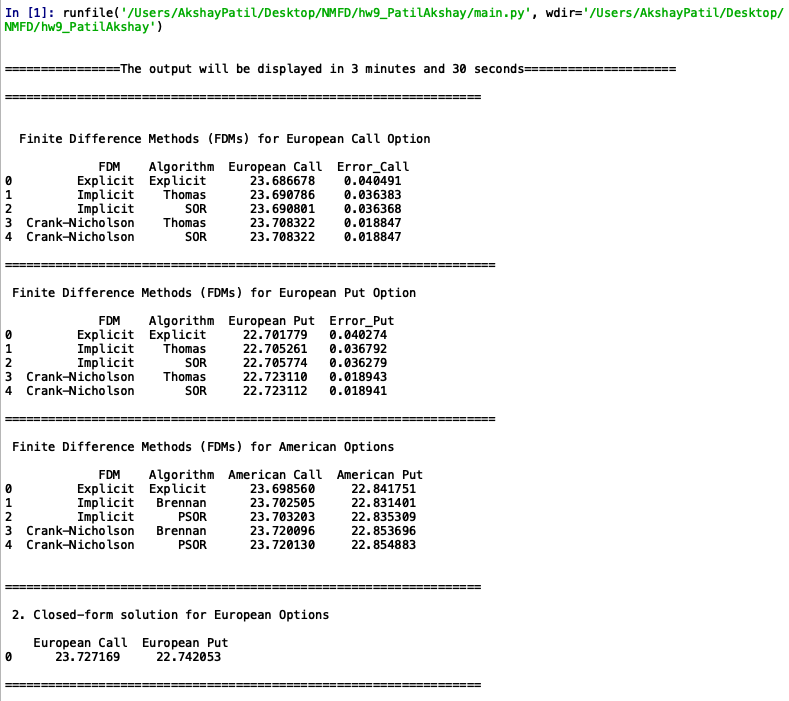 In [1]: runfile('/Users/AkshayPatil/Desktop/NMFD/hw9_PatilAkshay/main.py', wdir='/Users/AkshayPatil/Desktop/
NMFD/hw9_PatilAkshay')
================The output will be displayed in 3 minutes and 30 seconds=====================
==================================================================
Finite Difference Methods (FDMs) for European Call Option
FDM Algorithm European Call Error_Call
0 Explicit Explicit 23.686678 0.040491
1 Implicit Thomas 23.690786 0.036383
2 Implicit SOR 23.690801 0.036368
3 Crank-Nicholson Thomas 23.708322 0.018847
4 Crank-Nicholson SOR 23.708322 0.018847
====================================================================
Finite Difference Methods (FDMs) for European Put Option
FDM Algorithm European Put Error_Put
0 Explicit Explicit 22.701779 0.040274
1 Implicit Thomas 22.705261 0.036792
2 Implicit SOR 22.705774 0.036279
3 Crank-Nicholson Thomas 22.723110 0.018943
4 Crank-Nicholson SOR 22.723112 0.018941
====================================================================
Finite Difference Methods (FDMs) for American Options
FDM Algorithm American Call American Put
0 Explicit Explicit 23.698560 22.841751
1 Implicit Brennan 23.702505 22.831401
2 Implicit PSOR 23.703203 22.835309
3 Crank-Nicholson Brennan 23.720096 22.853696
4 Crank-Nicholson PSOR 23.720130 22.854883
==================================================================
2. Closed-form solution for European Options
European Call European Put
0 23.727169 22.742053
==================================================================